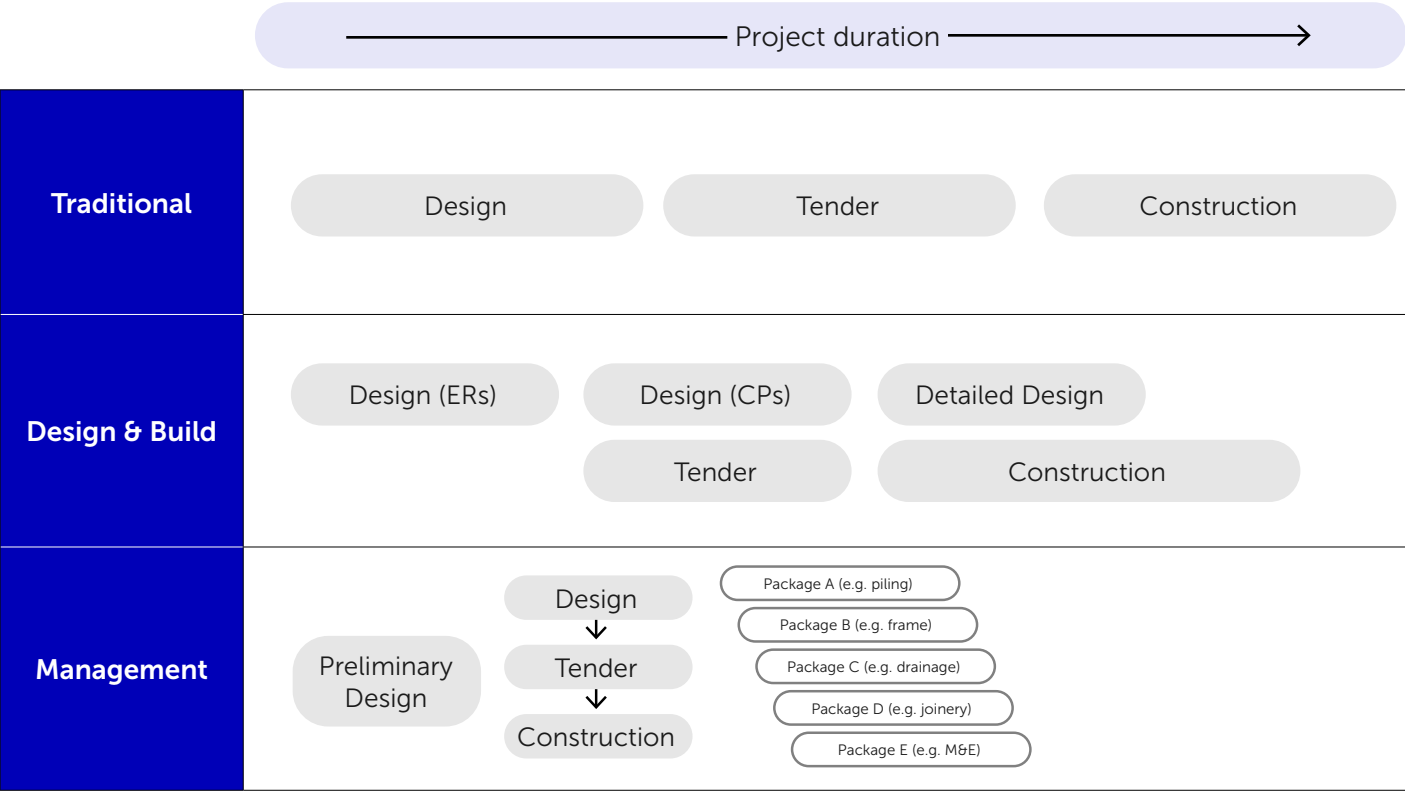 Project duration
Traditional
Design
Tender
Construction
Design & Build
Design (ERs)
Design (CPs)
Detailed Design
Tender
Construction
Management
Preliminary
Design
Design
Tender
Construction
Package A (e.g. piling)
Package B (e.g. frame)
Package C (e.g. drainage)
Package D (e.g. joinery)
Package E (e.g. M&E)